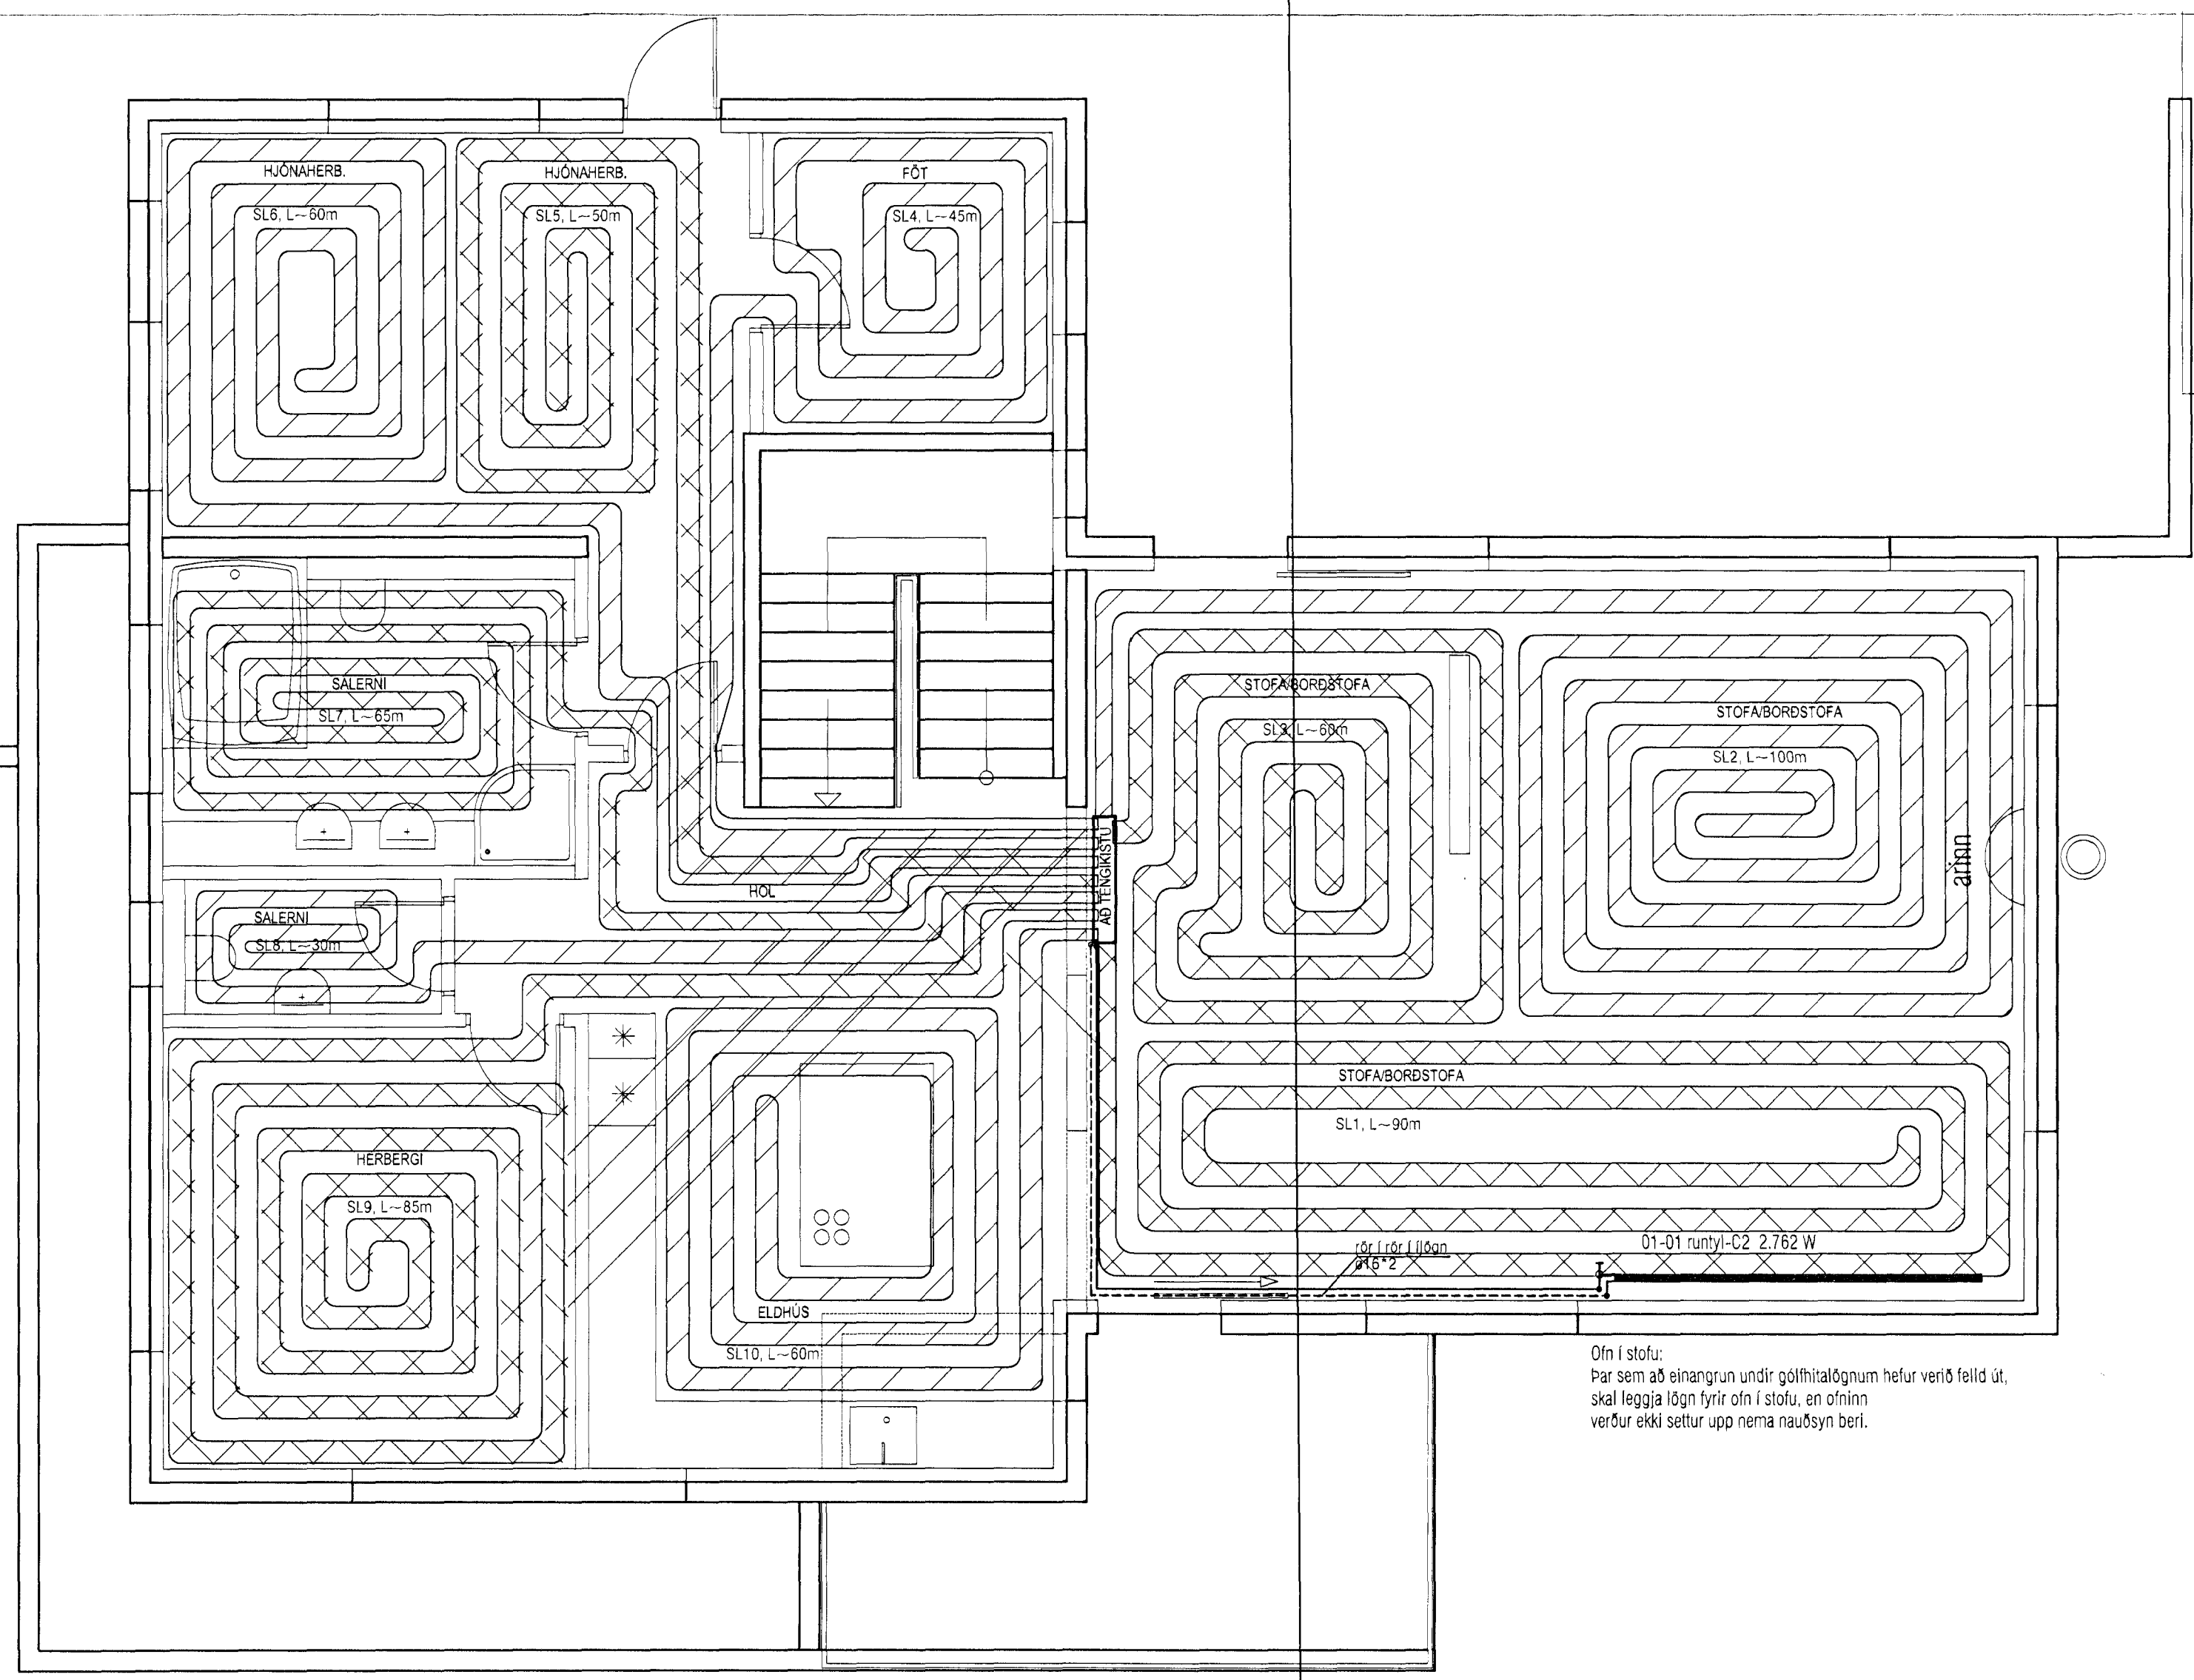 HJÓNAHERB.
SL6, L~60m
HJÓNAHERB.
SL5, L~50m
FÖT
SL4, L~45m
SALERNI
SL7, L~65m
STOFA/BORÐSTOFA
SL3, L~60m
STOFA/BORÐSTOFA
SL2, L~100m
arinn
AÐ TENGIKISTU
HOL
SALERNI
SL8, L~30m
STOFA/BORÐSTOFA
SL1, L~90m
HERBERGI
SL9, L~85m
ELDHÚS
SL10, L~60m
rör í rör í ílögn
ø16*2
01-01 runtyl-C2 2.762 W
Ofn í stofu:
Þar sem að einangrun undir gólfhitalögnum hefur verið felld út,
skal leggja lögn fyrir ofn í stofu, en ofninn
verður ekki settur upp nema nauðsyn beri.